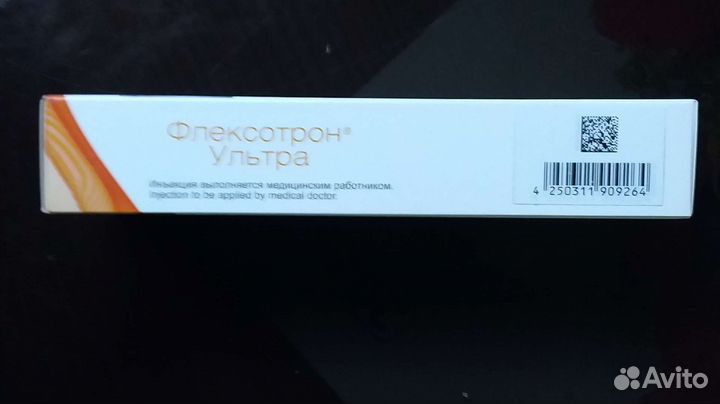 Флексотрон®
Ультра
Инъекция выполняется медицинским работником.
Injection to be applied by medical doctor.
4 250311 909264
Avito